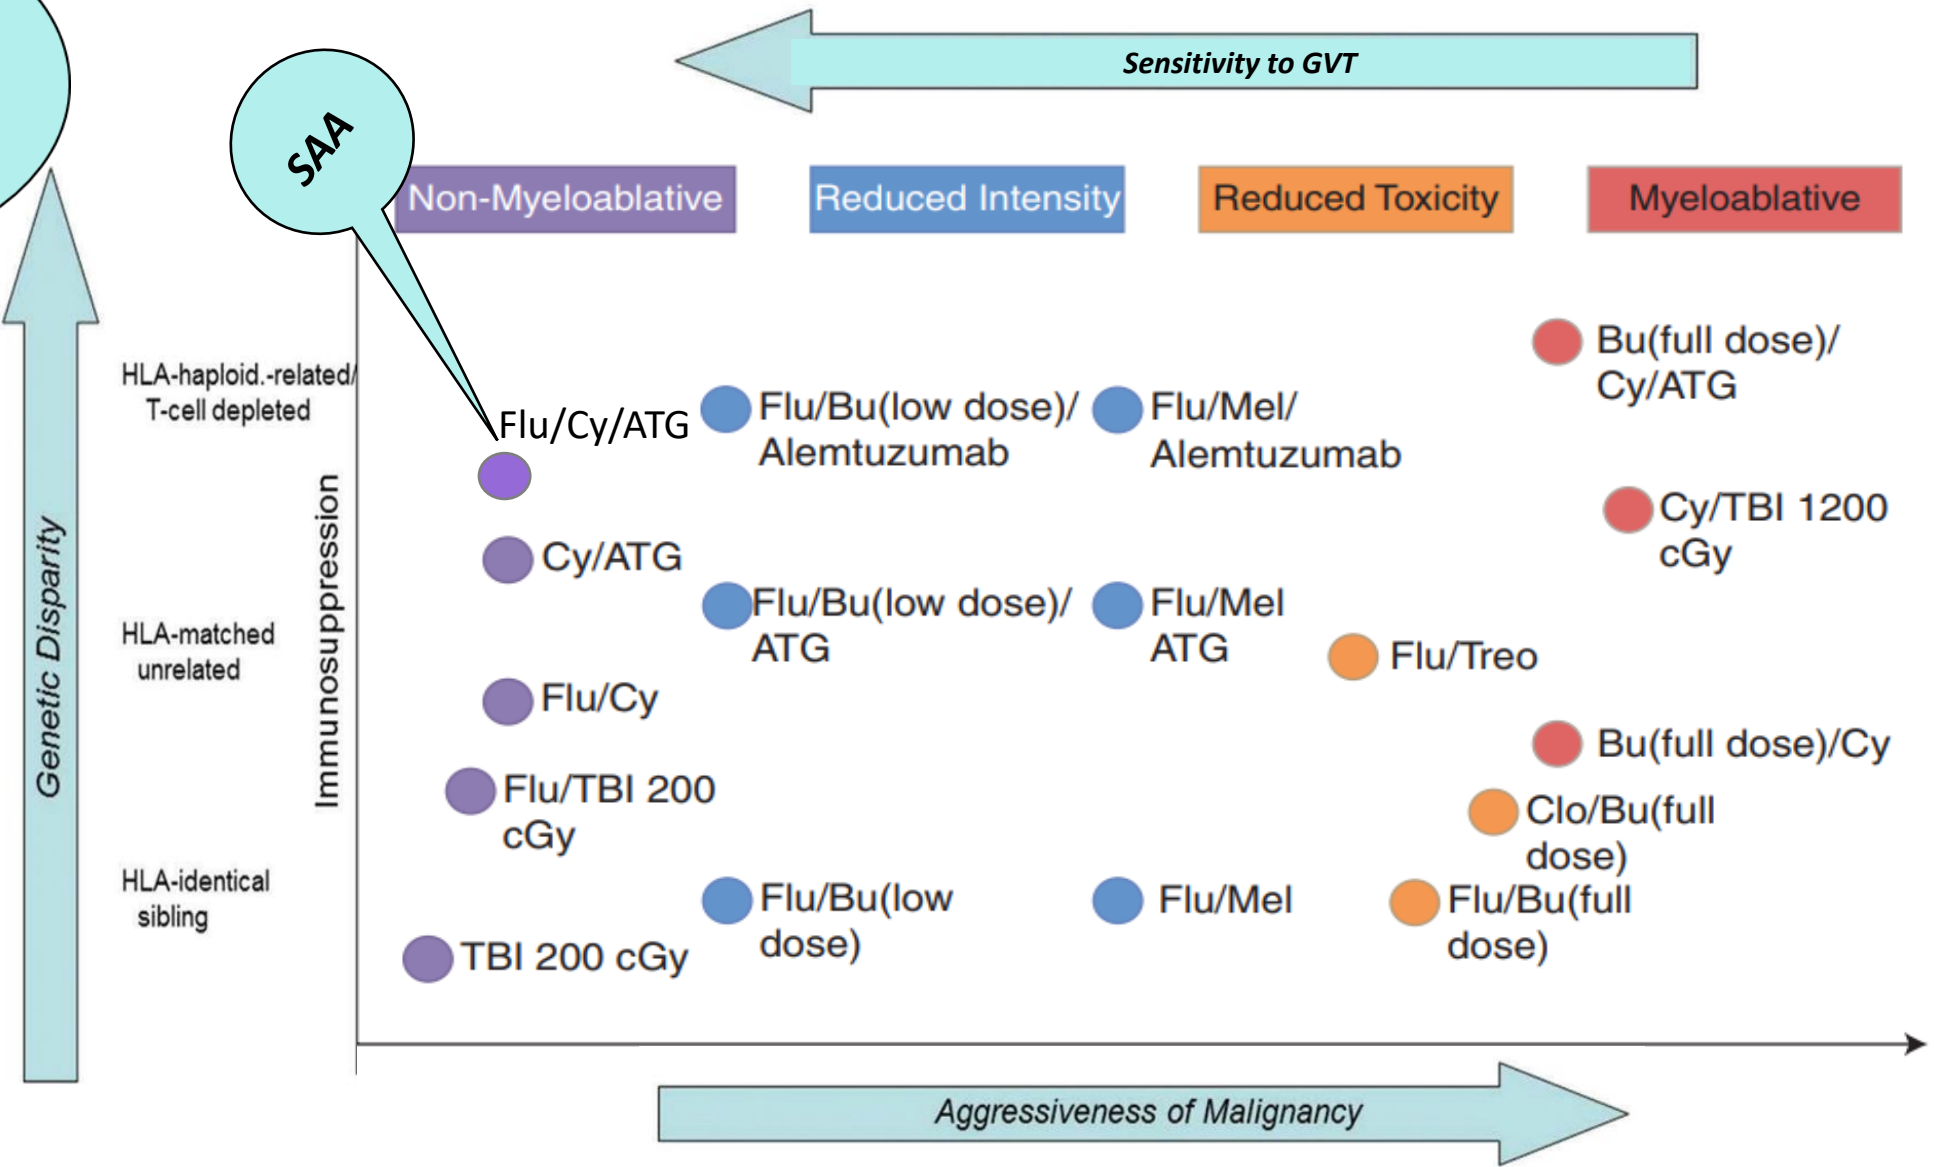 Sensitivity to GVT
SAA
Non-Myeloablative
Reduced Intensity
Reduced Toxicity
Myeloablative
Genetic Disparity
HLA-haploid.-related/
T-cell depleted
HLA-matched
unrelated
HLA-identical
sibling
Immunosuppression
Flu/Cy/ATG
Cy/ATG
Flu/Cy
Flu/TBI 200
cGy
TBI 200 cGy
Flu/Bu(low dose)/
Alemtuzumab
Flu/Bu(low dose)/
ATG
Flu/Bu(low
dose)
Flu/Mel/
Alemtuzumab
Flu/Mel
ATG
Flu/Mel
Flu/Treo
Clo/Bu(full
dose)
Flu/Bu(full
dose)
Bu(full dose)/
Cy/ATG
Cy/TBI 1200
cGy
Bu(full dose)/Cy
Aggressiveness of Malignancy